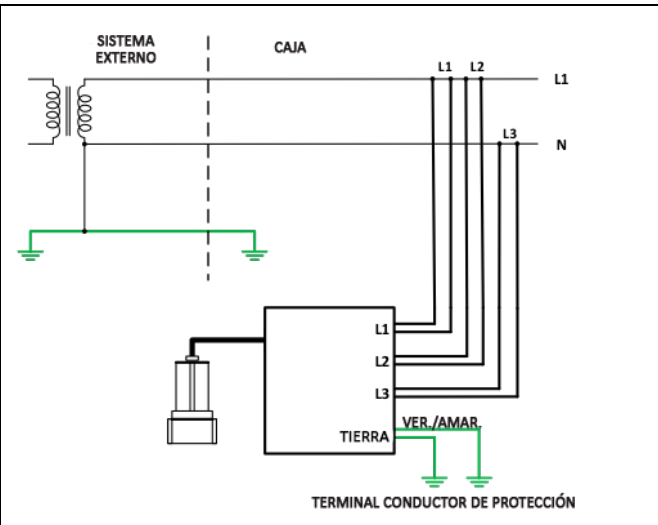 SISTEMA
EXTERNO
CAJA
L1 L2
L1
L3
N
L1
L2
L3
VER./AMAR.
TIERRA
TERMINAL CONDUCTOR DE PROTECCIÓN